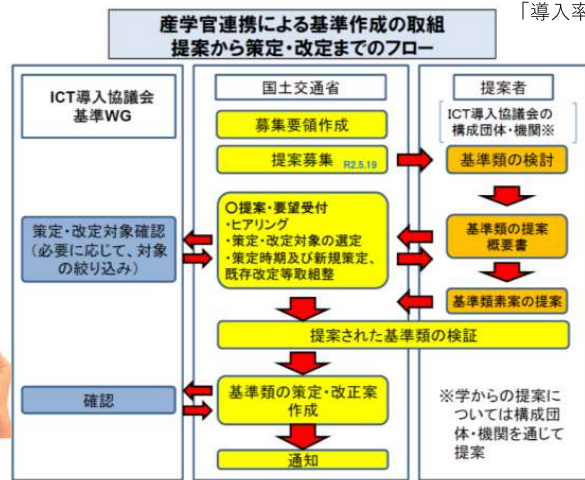 「導入率
産学官連携による基準作成の取組
提案から策定・改定までのフロー
ICT導入協議会
基準WG
国土交通省
提案者
募集要領作成
ICT導入協議会の
構成団体・機関※
提案募集 R2.5.19
基準類の検討
〇提案・要望受付
・ヒアリング
・策定・改定対象の選定
・策定時期及び新規策定、
既存改定等取組整
策定・改定対象確認
(必要に応じて、対象
の絞り込み)
基準類の提案
概要書
基準類素案の提案
提案された基準類の検証
確認
基準類の策定・改正案
作成
通知
※学からの提案に
ついては構成団
体・機関を通じて
提案